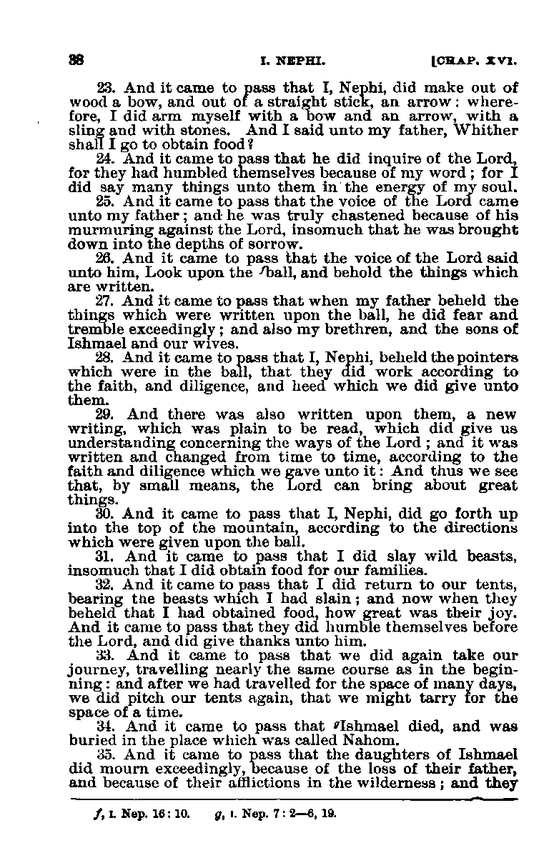 38 I. NEPHI. [CHAP. XVI.
23. And it came to pass that I, Nephi, did make out of
wood a bow, and out of a straight stick, an arrow: where-
fore, I did arm myself with a bow and an arrow, with a
sling and with stones. And I said unto my father, Whither
shall I go to obtain food?
24. And it came to pass that he did inquire of the Lord,
for they had humbled themselves because of my word; for I
did say many things unto them in the energy of my soul.
25. And it came to pass that the voice of the Lord came
unto my father; and he was truly chastened because of his
murmuring against the Lord, insomuch that he was brought
down into the depths of sorrow.
26. And it came to pass that the voice of the Lord said
unto him, Look upon the fball, and behold the things which
are written.
27. And it came to pass that when my father beheld the
things which were written upon the ball, he did fear and
tremble exceedingly; and also my brethren, and the sons of
Ishmael and our wives.
28. And it came to pass that I, Nephi, beheld the pointers
which were in the ball, that they did work according to
the faith, and diligence, and heed which we did give unto
them.
29. And there was also written upon them, a new
writing, which was plain to be read, which did give us
understanding concerning the ways of the Lord; and it was
written and changed from time to time, according to the
faith and diligence which we gave unto it: And thus we see
that, by small means, the Lord can bring about great
things.
30. And it came to pass that I, Nephi, did go forth up
into the top of the mountain, according to the directions
which were given upon the ball.
31. And it came to pass that I did slay wild beasts,
insomuch that I did obtain food for our families.
32. And it came to pass that I did return to our tents,
bearing the beasts which I had slain; and now when they
beheld that I had obtained food, how great was their joy.
And it came to pass that they did humble themselves before
the Lord, and did give thanks unto him.
33. And it came to pass that we did again take our
journey, travelling nearly the same course as in the begin-
ning: and after we had travelled for the space of many days,
we did pitch our tents again, that we might tarry for the
space of a time.
34. And it came to pass that gIshmael died, and was
buried in the place which was called Nahom.
35. And it came to pass that the daughters of Ishmael
did mourn exceedingly, because of the loss of their father,
and because of their afflictions in the wilderness; and they
f, I. Nep. 16: 10. g, I. Nep. 7: 2—6, 19.